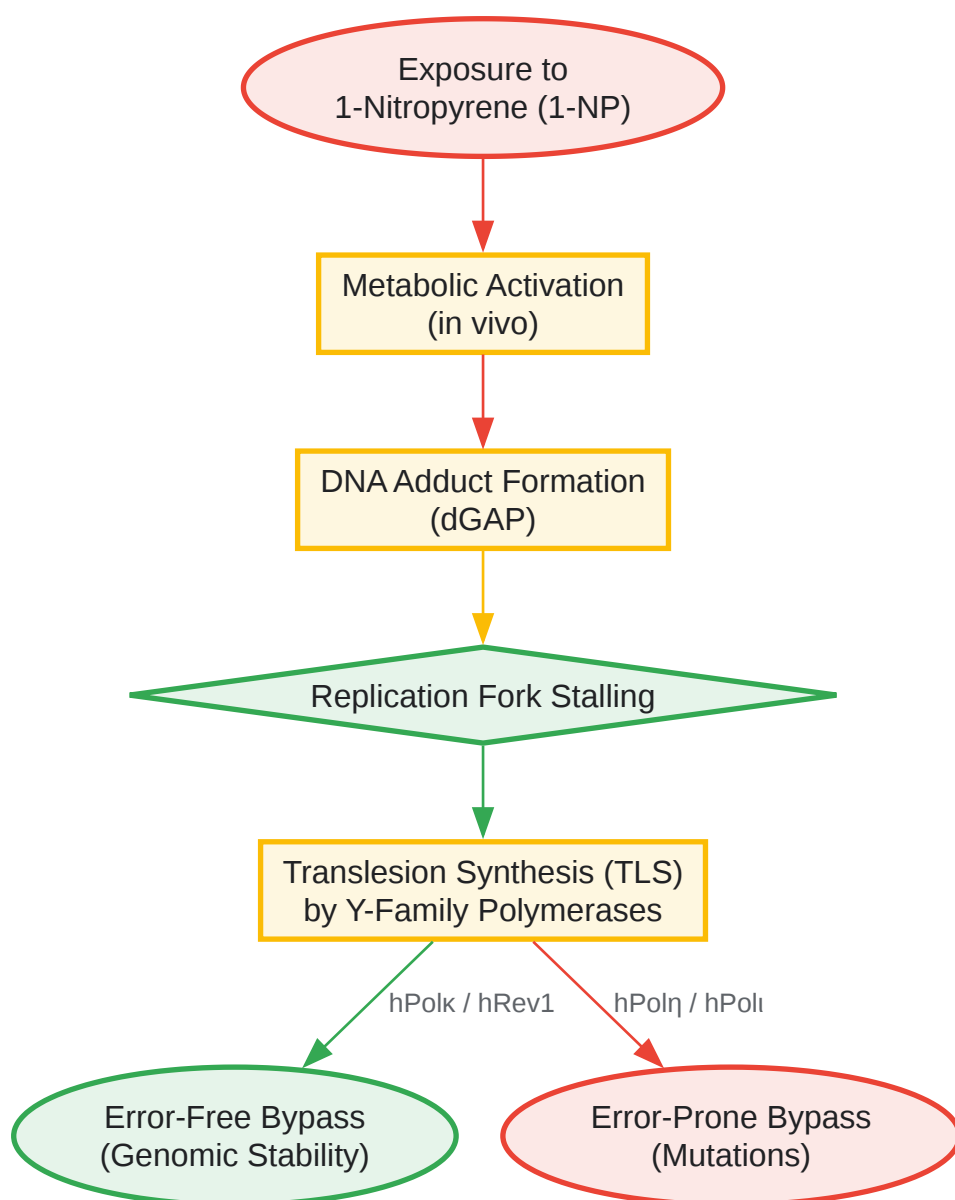 Exposure to
1-Nitropyrene (1-NP)
Metabolic Activation
(in vivo)
DNA Adduct Formation
(dGAP)
Replication Fork Stalling
Translesion Synthesis (TLS)
by Y-Family Polymerases
hPolκ / hRev1
hPolη / hPolι
Error-Free Bypass
(Genomic Stability)
Error-Prone Bypass
(Mutations)